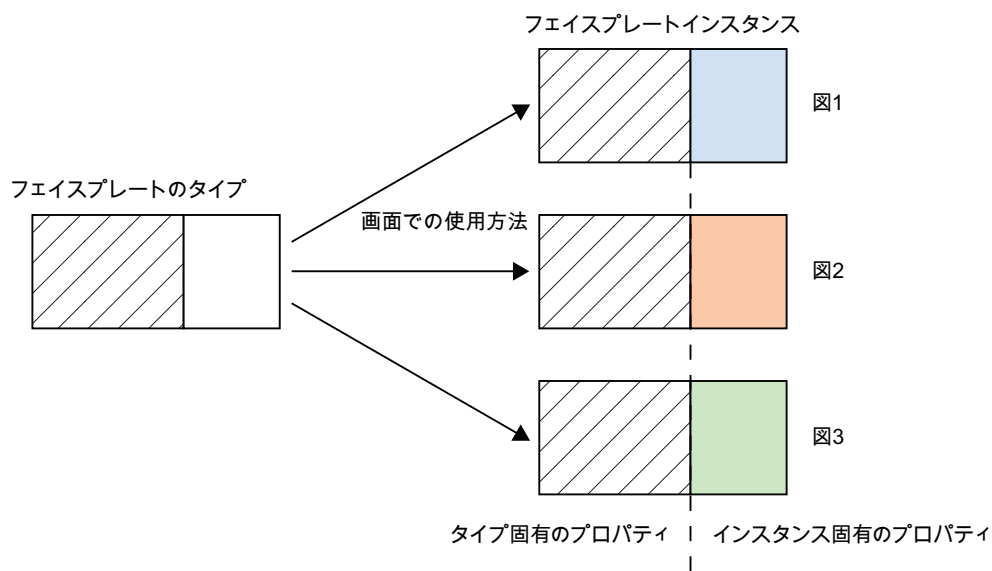 フェイスプレートインスタンス
図1
フェイスプレートのタイプ
画面での使用方法
図2
図3
タイプ固有のプロパティ
インスタンス固有のプロパティ